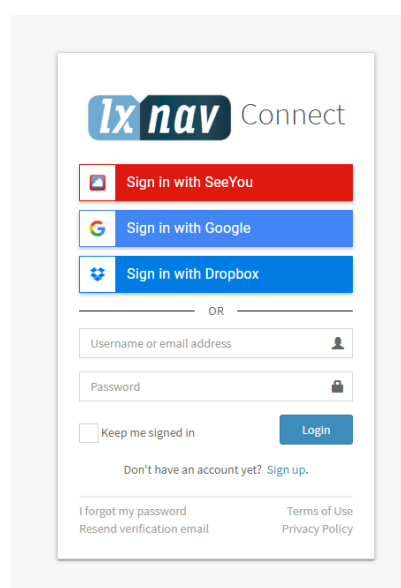 lx nav Connect
Sign in with SeeYou
Sign in with Google
Sign in with Dropbox
OR
Username or email address
Password
Keep me signed in
Login
Don't have an account yet? Sign up.
I forgot my password
Terms of Use
Resend verification email
Privacy Policy